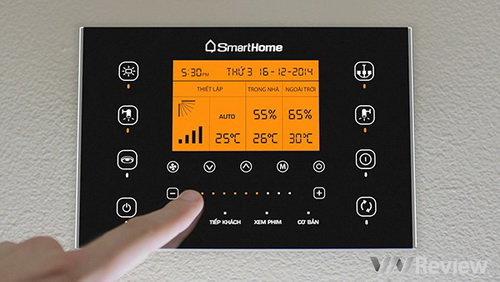 SmartHome
5:30PM THỨ 3 16-12-2014
THIẾT LẬP TRONG NHÀ NGOÀI TRỜI
AUTO 55% 65%
25°C 26°C 30°C
M
TIẾP KHÁCH XEM PHIM CƠ BẢN
Review